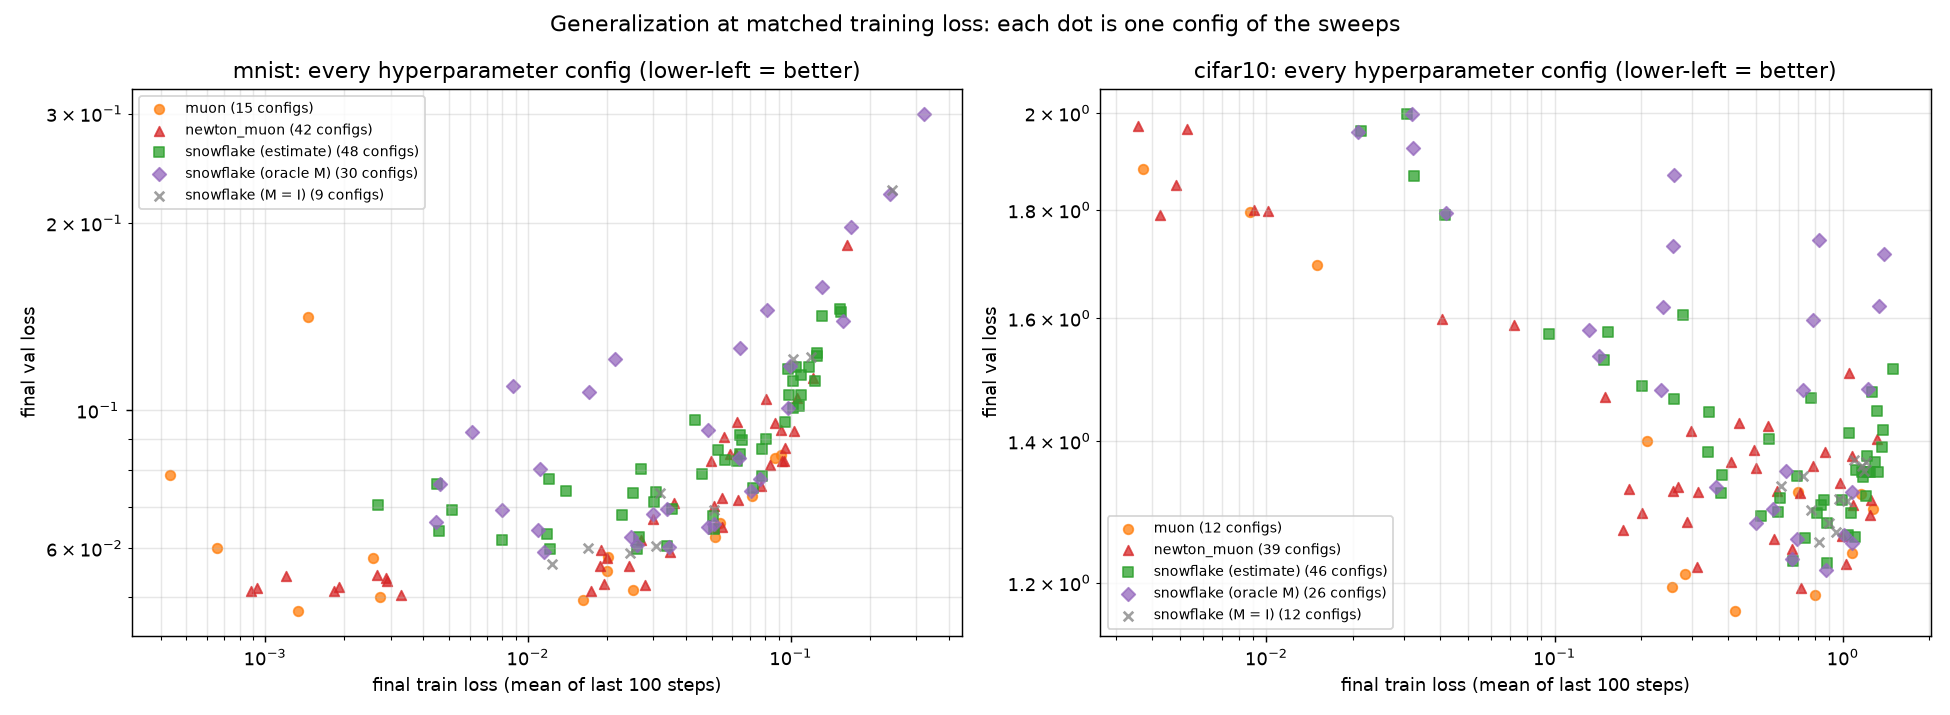 Generalization at matched training loss: each dot is one config of the sweeps
mnist: every hyperparameter config (lower-left = better)
3 × 10⁻¹
2 × 10⁻¹
10⁻¹
6 × 10⁻²
final val loss
muon (15 configs)
newton_muon (42 configs)
snowflake (estimate) (48 configs)
snowflake (oracle M) (30 configs)
snowflake (M = I) (9 configs)
10⁻³
10⁻²
10⁻¹
final train loss (mean of last 100 steps)
cifar10: every hyperparameter config (lower-left = better)
2 × 10⁰
1.8 × 10⁰
1.6 × 10⁰
1.4 × 10⁰
1.2 × 10⁰
final val loss
muon (12 configs)
newton_muon (39 configs)
snowflake (estimate) (46 configs)
snowflake (oracle M) (26 configs)
snowflake (M = I) (12 configs)
10⁻²
10⁻¹
10⁰
final train loss (mean of last 100 steps)